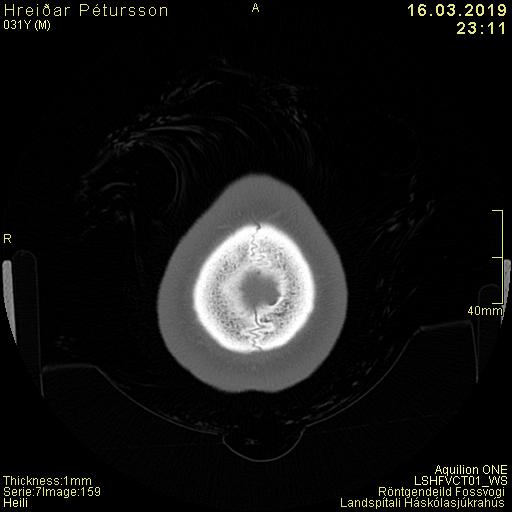 Hreiðar Pétursson
031Y (M)
A
16.03.2019
23:11
R
40mm
Thickness:1mm
Serie:7Image:159
Heili
Aquilion ONE
LSHFVCT01_WS
Röntgendeild Fossvogi
Landspítali Háskólasjúkrahús